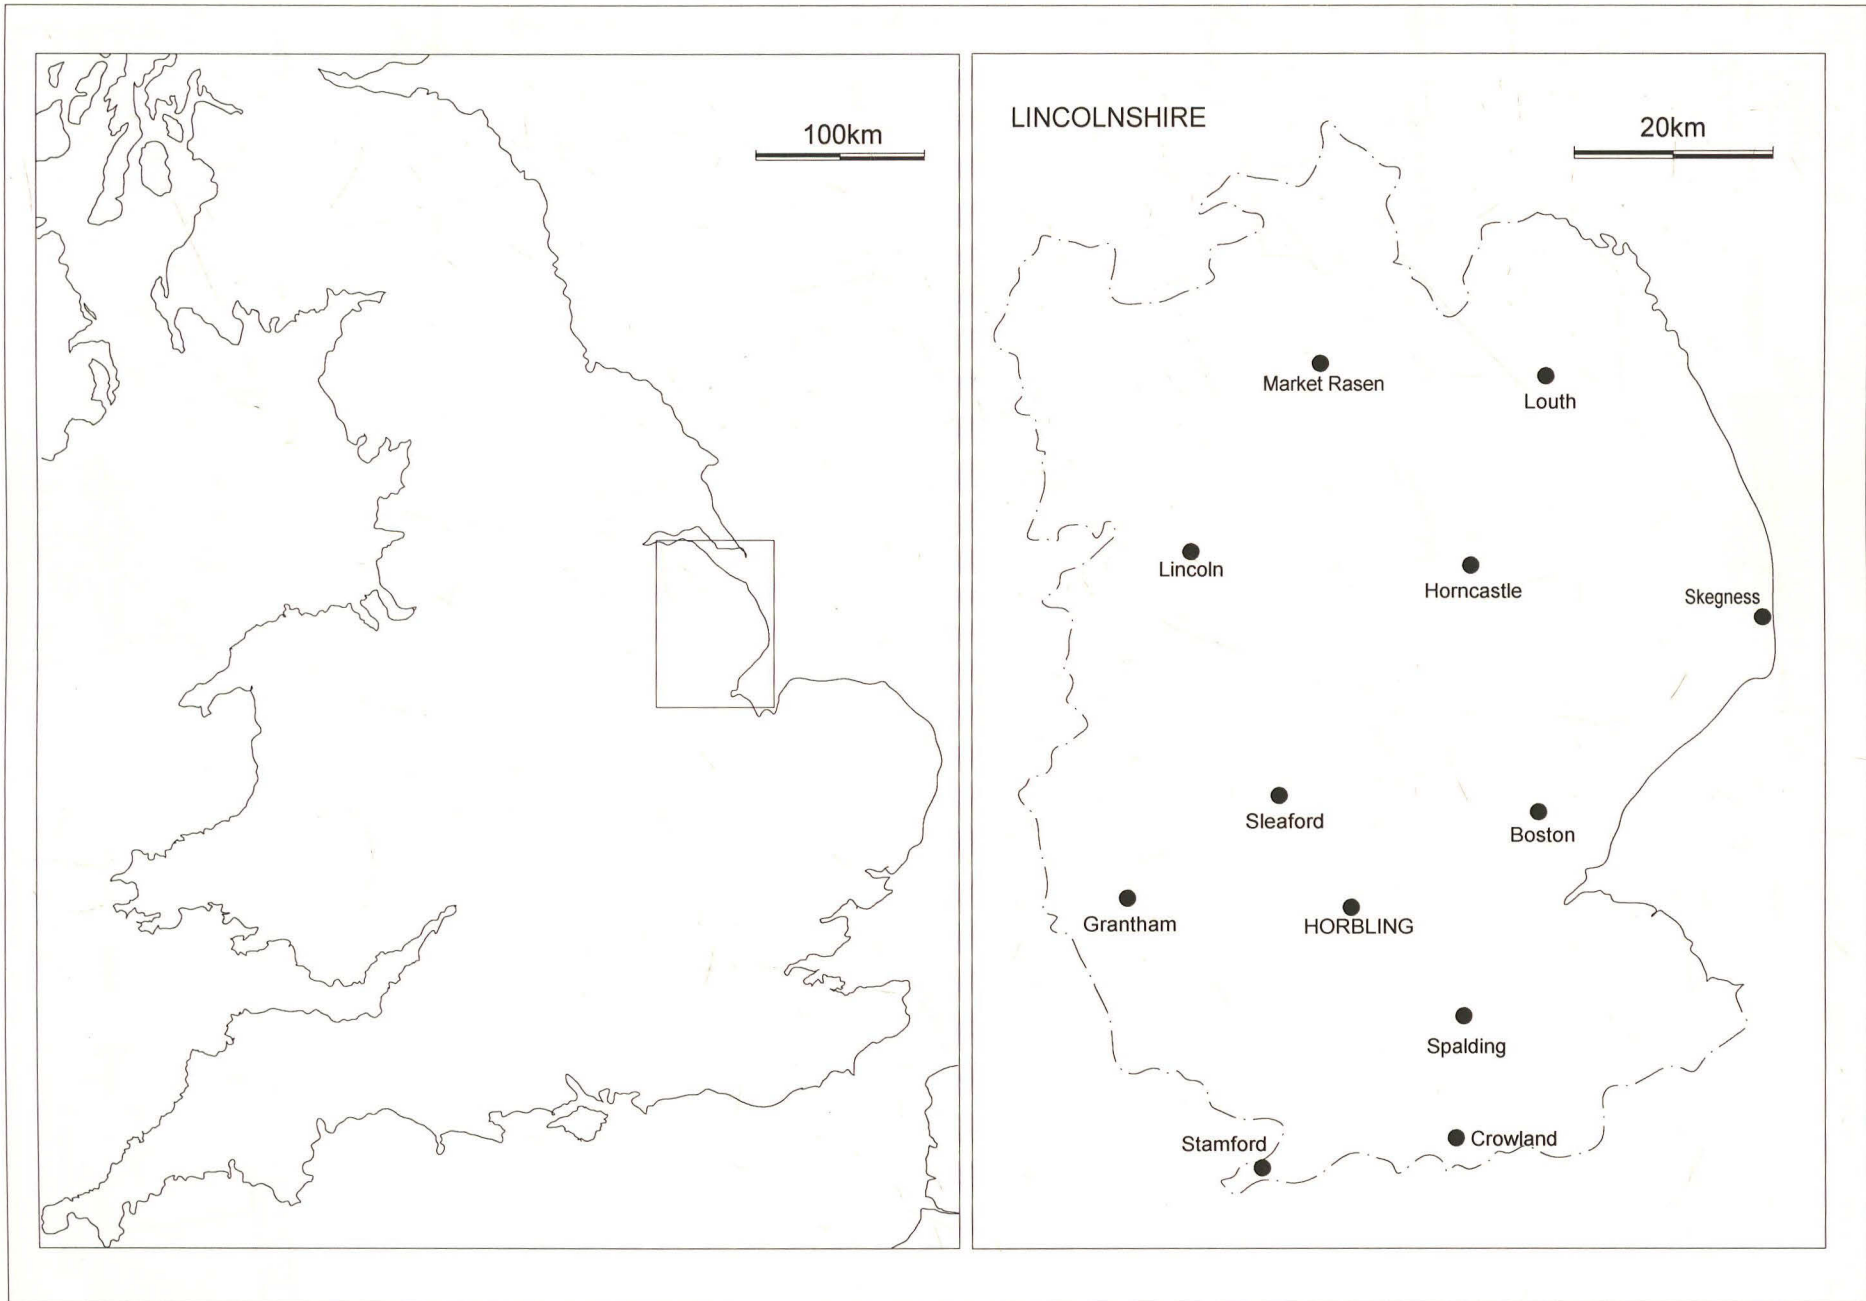 100km
LINCOLNSHIRE
20km
Market Rasen
Louth
Lincoln
Horncastle
Skegness
Sleaford
Boston
Grantham
HORBLING
Spalding
Stamford
Crowland